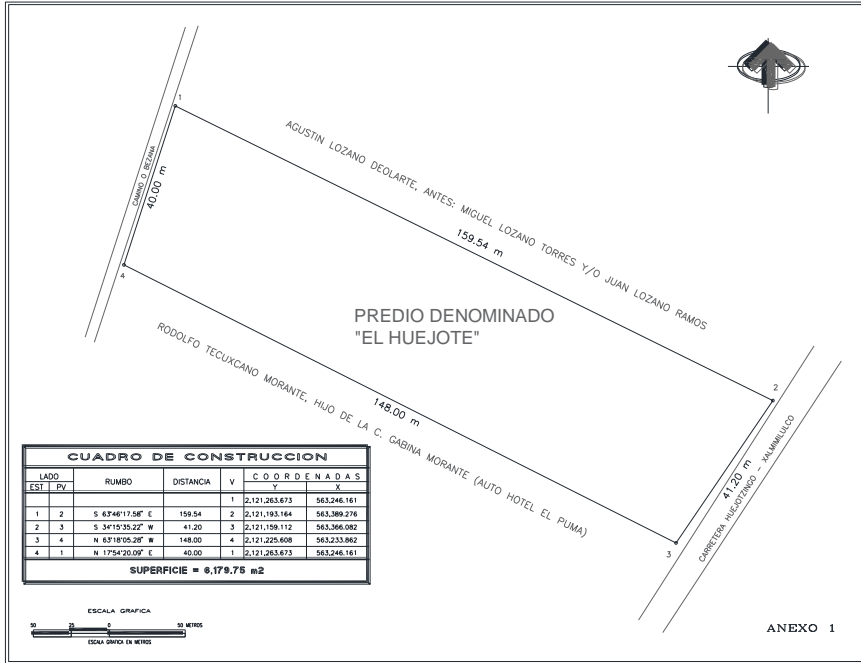 1
CAMINO O BEZANA
40.00 m
4
AGUSTIN LOZANO DEOLARTE, ANTES: MIGUEL LOZANO TORRES Y/O JUAN LOZANO RAMOS
159.54 m
PREDIO DENOMINADO
"EL HUEJOTE"
2
RODOLFO TECUXCANO MORANTE, HIJO DE LA C. GABINA MORANTE (AUTO HOTEL EL PUMA)
148.00 m
41.20 m
CARRETERA HUEJOTZINGO - XALMIMILULCO
3
CUADRO DE CONSTRUCCION
LADO RUMBO DISTANCIA V COORDENADAS
EST PV Y X
1 2,121,263.673 563,246.161
1 2 S 63°46'17.58" E 159.54 2 2,121,193.164 563,389.276
2 3 S 34°15'35.22" W 41.20 3 2,121,159.112 563,366.082
3 4 N 63°18'05.28" W 148.00 4 2,121,225.608 563,233.862
4 1 N 17°54'20.09" E 40.00 1 2,121,263.673 563,246.161
SUPERFICIE = 6,179.75 m2
ESCALA GRAFICA
50 25 0 50 METROS
ESCALA GRAFICA EN METROS
ANEXO 1